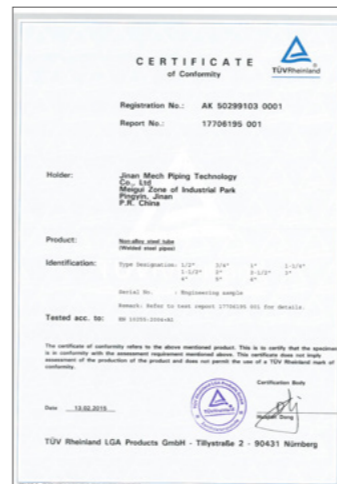 CERTIFICATE
of Conformity
TÜVRheinland
Registration No.: AK 50299103 0001
Report No.: 17706195 001
Holder: Jinan Mech Piping Technology
Co., Ltd
Meigui Zone of Industrial Park
Pingyin, Jinan
P.R. China
Product: Non-alloy steel tube
(Welded steel pipes)
Identification: Type Designation: 1/2" 3/4" 1" 1-1/4"
1-1/2" 2" 2-1/2" 3"
4" 5" 6"
Serial No. : Engineering sample
Remark: Refer to test report 17706195 001 for details.
Tested acc. to: EN 10255:2004+A1
The certificate of conformity refers to the above mentioned product. This is to certify that the specimen
is in conformity with the assessment requirement mentioned above. This certificate does not imply
assessment of the production of the product and does not permit the use of a TÜV Rheinland mark of
conformity.
Certification Body
Date 13.02.2015
Dong
TÜV Rheinland LGA Products GmbH - Tillystraße 2 - 90431 Nürnberg